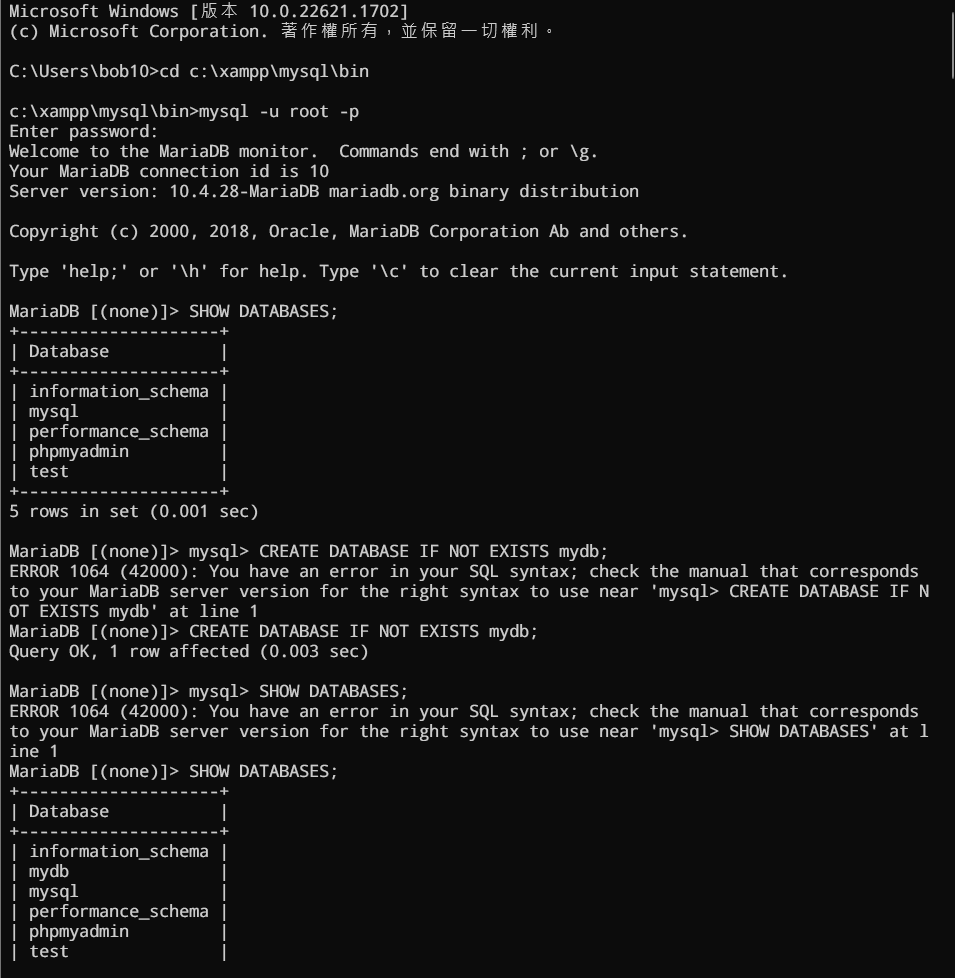 Microsoft Windows [版本 10.0.22621.1702]
(c) Microsoft Corporation. 著作權所有，並保留一切權利。
C:\Users\bob10>cd c:\xampp\mysql\bin
c:\xampp\mysql\bin>mysql -u root -p
Enter password:
Welcome to the MariaDB monitor.  Commands end with ; or \g.
Your MariaDB connection id is 10
Server version: 10.4.28-MariaDB mariadb.org binary distribution
Copyright (c) 2000, 2018, Oracle, MariaDB Corporation Ab and others.
Type 'help;' or '\h' for help. Type '\c' to clear the current input statement.
MariaDB [(none)]> SHOW DATABASES;
+--------------------+
| Database           |
+--------------------+
| information_schema |
| mysql              |
| performance_schema |
| phpmyadmin         |
| test               |
+--------------------+
5 rows in set (0.001 sec)
MariaDB [(none)]> mysql> CREATE DATABASE IF NOT EXISTS mydb;
ERROR 1064 (42000): You have an error in your SQL syntax; check the manual that corresponds
to your MariaDB server version for the right syntax to use near 'mysql> CREATE DATABASE IF N
OT EXISTS mydb' at line 1
MariaDB [(none)]> CREATE DATABASE IF NOT EXISTS mydb;
Query OK, 1 row affected (0.003 sec)
MariaDB [(none)]> mysql> SHOW DATABASES;
ERROR 1064 (42000): You have an error in your SQL syntax; check the manual that corresponds
to your MariaDB server version for the right syntax to use near 'mysql> SHOW DATABASES' at l
ine 1
MariaDB [(none)]> SHOW DATABASES;
+--------------------+
| Database           |
+--------------------+
| information_schema |
| mydb               |
| mysql              |
| performance_schema |
| phpmyadmin         |
| test               |